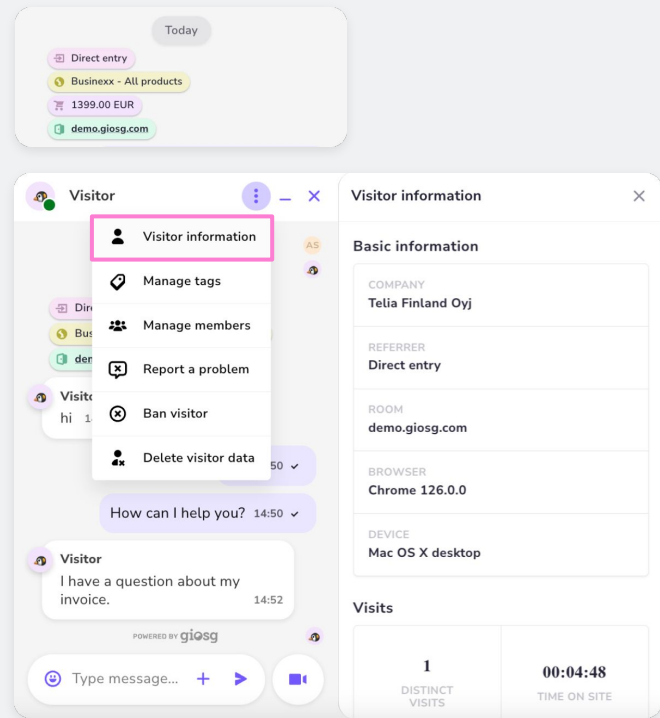 Today
Direct entry
Businexx - All products
1399.00 EUR
demo.giosg.com
Visitor
Visitor information
Manage tags
Manage members
Report a problem
Ban visitor
Delete visitor data
AS
hi
50
How can I help you? 14:50
Visitor
I have a question about my
invoice. 14:52
POWERED BY giosg
Type message...
Visitor information
Basic information
COMPANY
Telia Finland Oyj
REFERRER
Direct entry
ROOM
demo.giosg.com
BROWSER
Chrome 126.0.0
DEVICE
Mac OS X desktop
Visits
1
DISTINCT
VISITS
00:04:48
TIME ON SITE